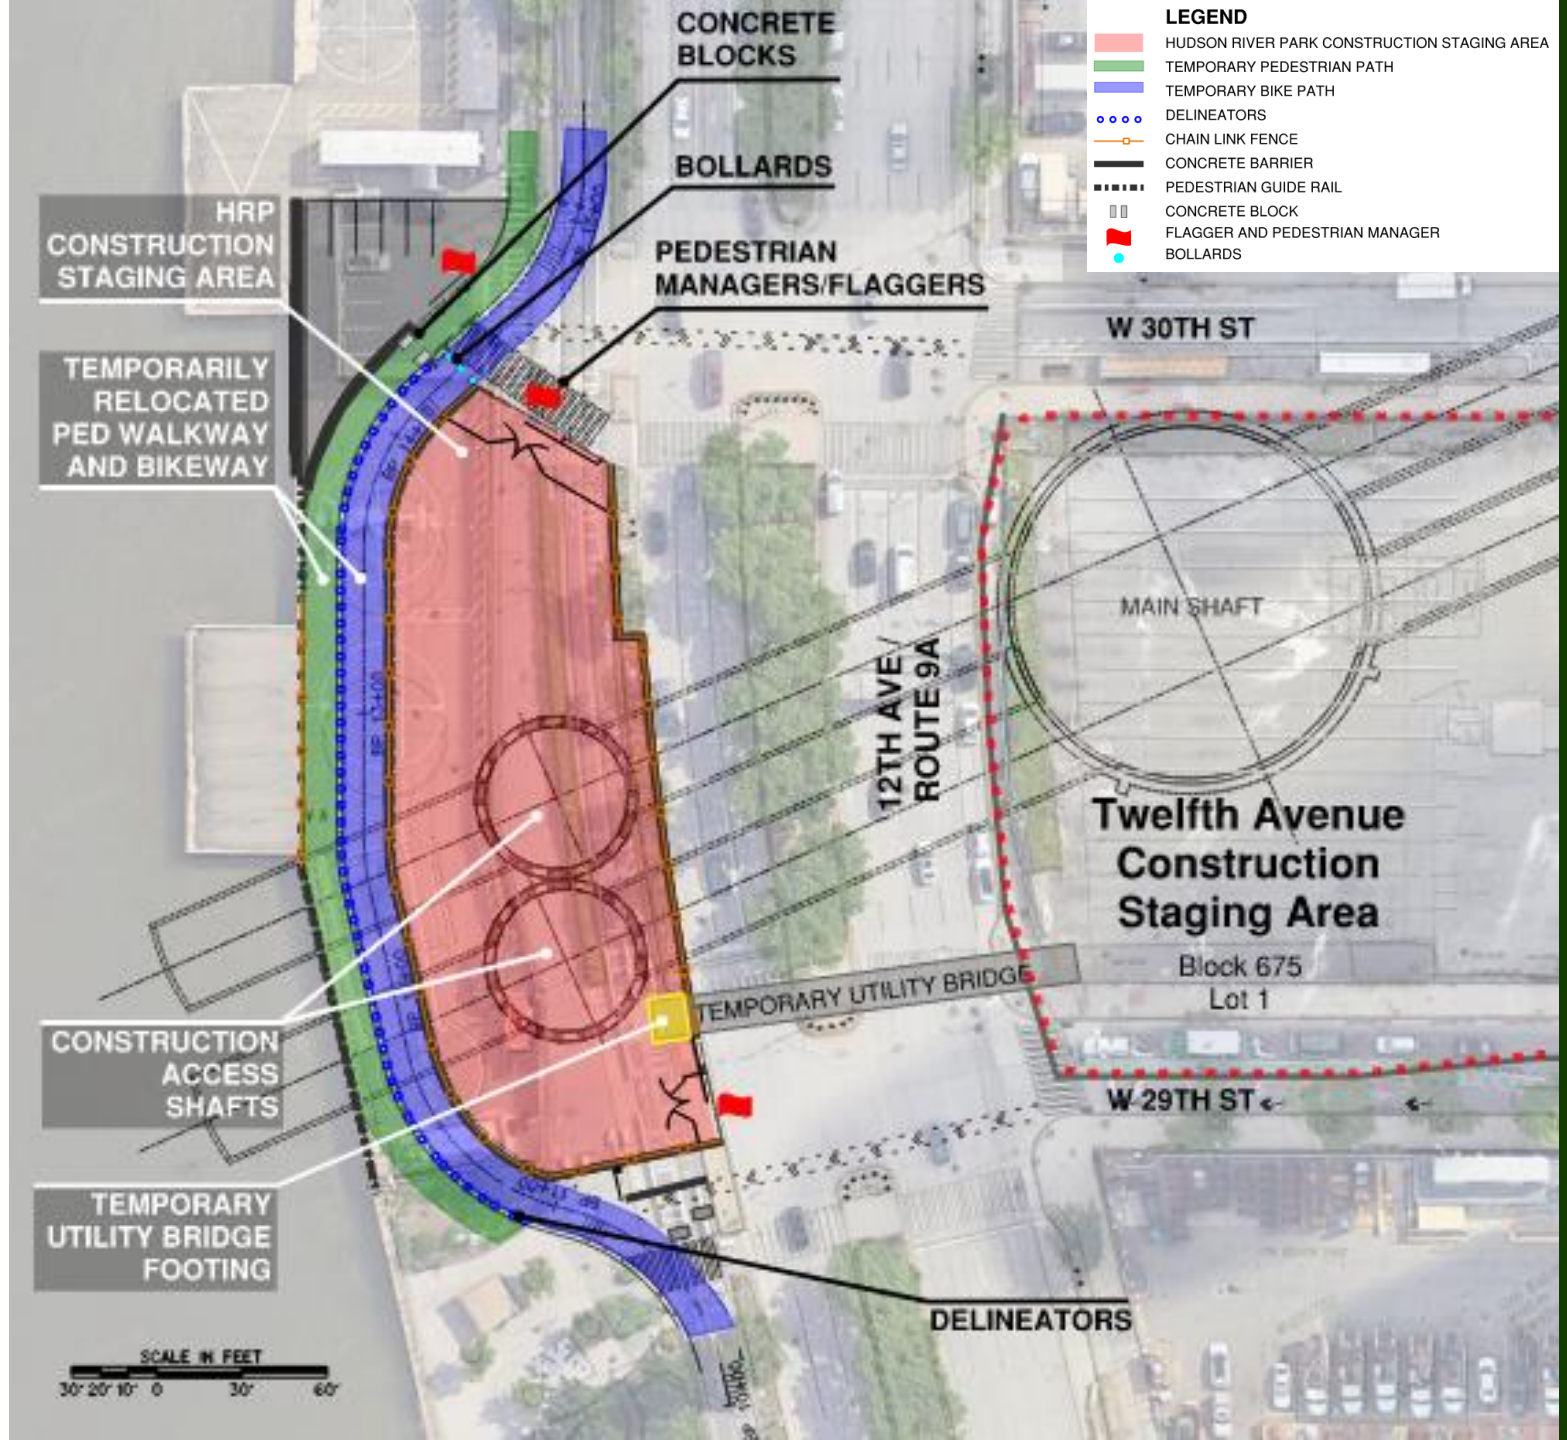 CONCRETE
BLOCKS
LEGEND
HUDSON RIVER PARK CONSTRUCTION STAGING AREA
TEMPORARY PEDESTRIAN PATH
TEMPORARY BIKE PATH
DELINEATORS
CHAIN LINK FENCE
CONCRETE BARRIER
PEDESTRIAN GUIDE RAIL
CONCRETE BLOCK
FLAGGER AND PEDESTRIAN MANAGER
BOLLARDS
BOLLARDS
HRP
CONSTRUCTION
STAGING AREA
PEDESTRIAN
MANAGERS/FLAGGERS
W 30TH ST
TEMPORARILY
RELOCATED
PED WALKWAY
AND BIKEWAY
MAIN SHAFT
12TH AVE/
ROUTE 9A
Twelfth Avenue
Construction
Staging Area
Block 675
Lot 1
TEMPORARY UTILITY BRIDGE
CONSTRUCTION
ACCESS
SHAFTS
W 29TH ST
TEMPORARY
UTILITY BRIDGE
FOOTING
DELINEATORS
SCALE IN FEET
30' 20' 10' 0 30' 60'